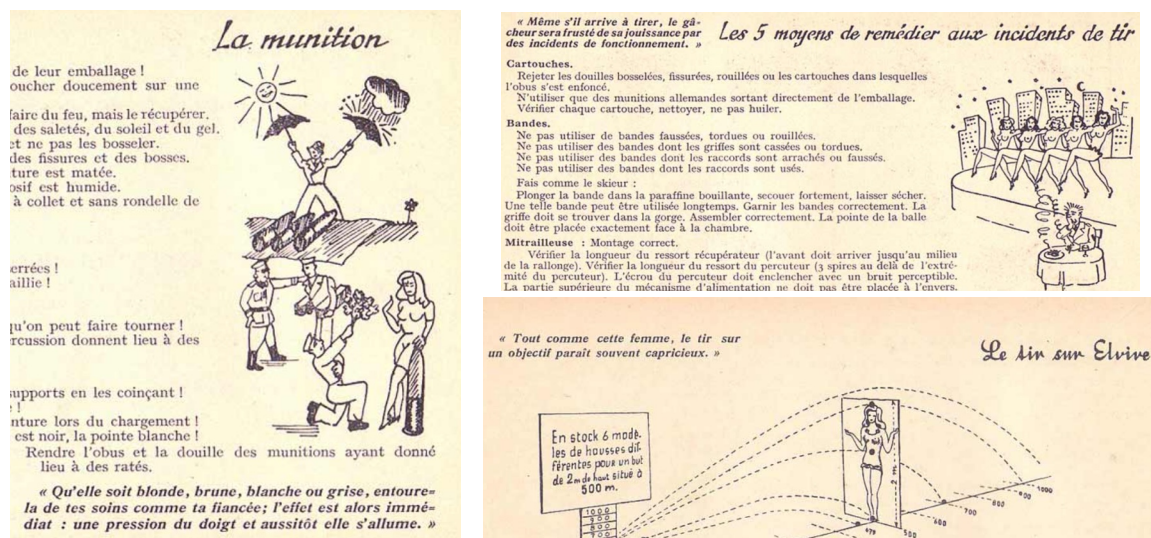 La munition
de leur emballage !
oucher doucement sur une
faire du feu, mais le récupérer.
des saletés, du soleil et du gel.
et ne pas les bosseler.
des fissures et des bosses.
ture est matée.
osif est humide.
à collet et sans rondelle de
errées !
aillie !
qu'on peut faire tourner !
rcussion donnent lieu à des
supports en les coinçant !
e !
nture lors du chargement !
est noir, la pointe blanche !
Rendre l'obus et la douille des munitions ayant donné
lieu à des ratés.
« Qu'elle soit blonde, brune, blanche ou grise, entoure=
la de tes soins comme ta fiancée; l'effet est alors immé=
diat : une pression du doigt et aussitôt elle s'allume. »
« Même s'il arrive à tirer, le gâ-
cheur sera frusté de sa jouissance par
des incidents de fonctionnement. »
Les 5 moyens de remédier aux incidents de tir
Cartouches.
Rejeter les douilles bosselées, fissurées, rouillées ou les cartouches dans lesquelles
l'obus s'est enfoncé.
N'utiliser que des munitions allemandes sortant directement de l'emballage.
Vérifier chaque cartouche, nettoyer, ne pas huiler.
Bandes.
Ne pas utiliser de bandes faussées, tordues ou rouillées.
Ne pas utiliser des bandes dont les griffes sont cassées ou tordues.
Ne pas utiliser des bandes dont les raccords sont arrachés ou faussés.
Ne pas utiliser des bandes dont les raccords sont usés.
Fais comme le skieur :
Plonger la bande dans la paraffine bouillante, secouer fortement, laisser sécher.
Une telle bande peut être utilisée longtemps. Garnir les bandes correctement. La
griffe doit se trouver dans la gorge. Assembler correctement. La pointe de la balle
doit être placée exactement face à la chambre.
Mitrailleuse : Montage correct.
Vérifier la longueur du ressort récupérateur (l'avant doit arriver jusqu'au milieu
de la rallonge). Vérifier la longueur du ressort du percuteur (3 spires au delà de l'extré-
mité du percuteur). L'écrou du percuteur doit enclencher avec un bruit perceptible.
La partie supérieure du mécanisme d'alimentation ne doit pas être placée à l'envers.
« Tout comme cette femme, le tir sur
un objectif paraît souvent capricieux. »
Le tir sur Elvire
En stock 6 modè-
les de housses dif-
férentes pour un but
de 2m de haut situé à
500 m.
1000
900
800
700
2 m.
479
500
600
700
800
900
1000